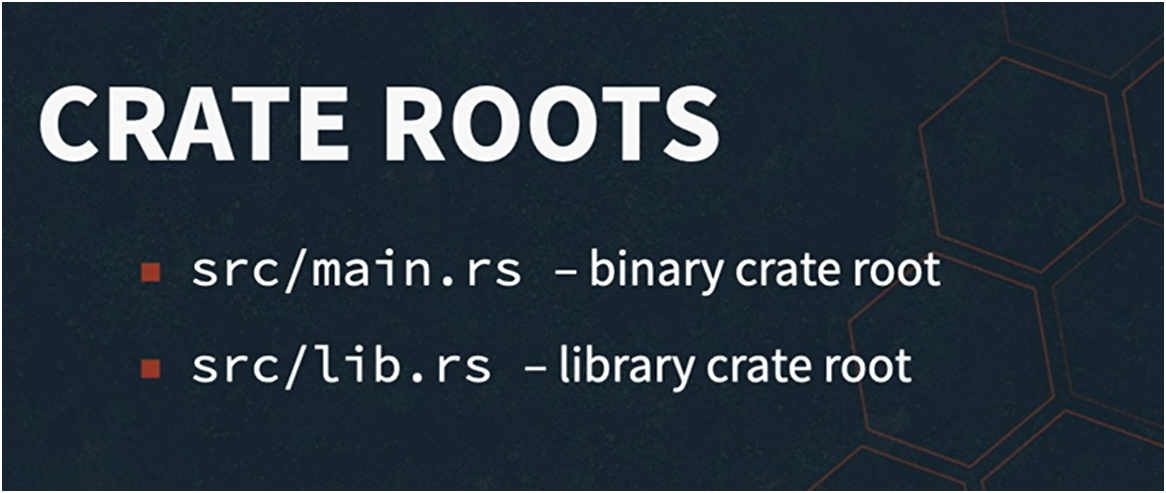 CRATE ROOTS
src/main.rs – binary crate root
src/lib.rs – library crate root